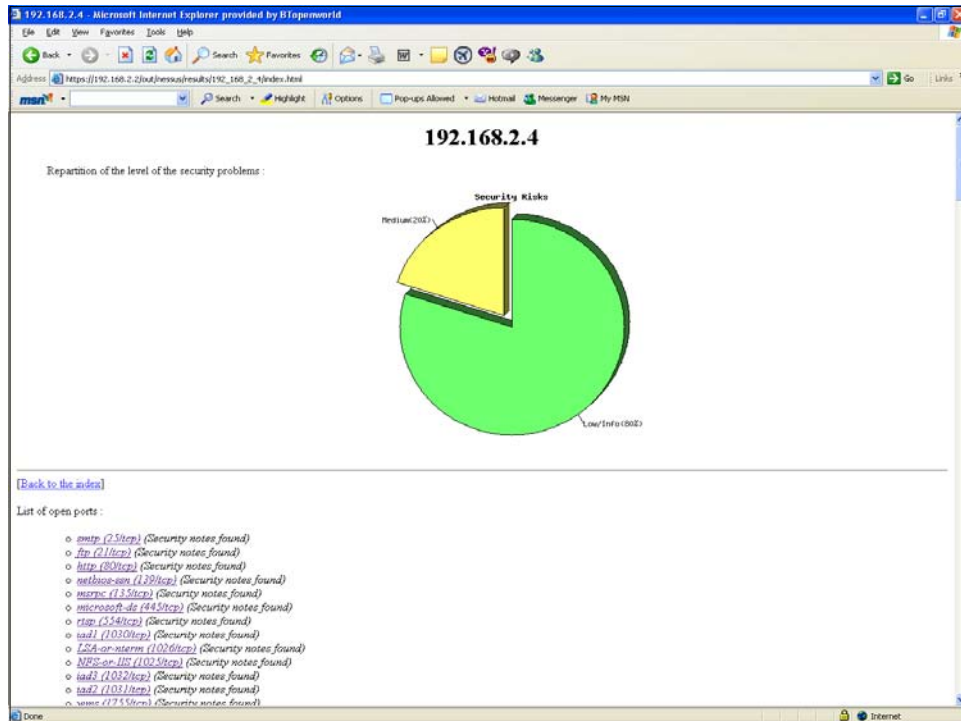 192.168.2.4 - Microsoft Internet Explorer provided by BTopenworld
File Edit View Favorites Tools Help
Back Search Favorites
Address https://192.168.2.2/out/nessus/results/192_168_2_4/index.html Go Links
msn Search Highlight Options Pop-ups Allowed Hotmail Messenger My MSN
192.168.2.4
Repartition of the level of the security problems :
Security Risks
Medium(20%)
Low/Info(80%)
[Back to the index]
List of open ports :
smtp (25/tcp) (Security notes found)
ftp (21/tcp) (Security notes found)
http (80/tcp) (Security notes found)
netbios-ssn (139/tcp) (Security notes found)
msrpc (135/tcp) (Security notes found)
microsoft-ds (445/tcp) (Security notes found)
rtsp (554/tcp) (Security notes found)
iad1 (1030/tcp) (Security notes found)
LSA-or-nterm (1026/tcp) (Security notes found)
NFS-or-IIS (1025/tcp) (Security notes found)
iad3 (1032/tcp) (Security notes found)
iad2 (1031/tcp) (Security notes found)
wms (1755/tcp) (Security notes found)
Done Internet